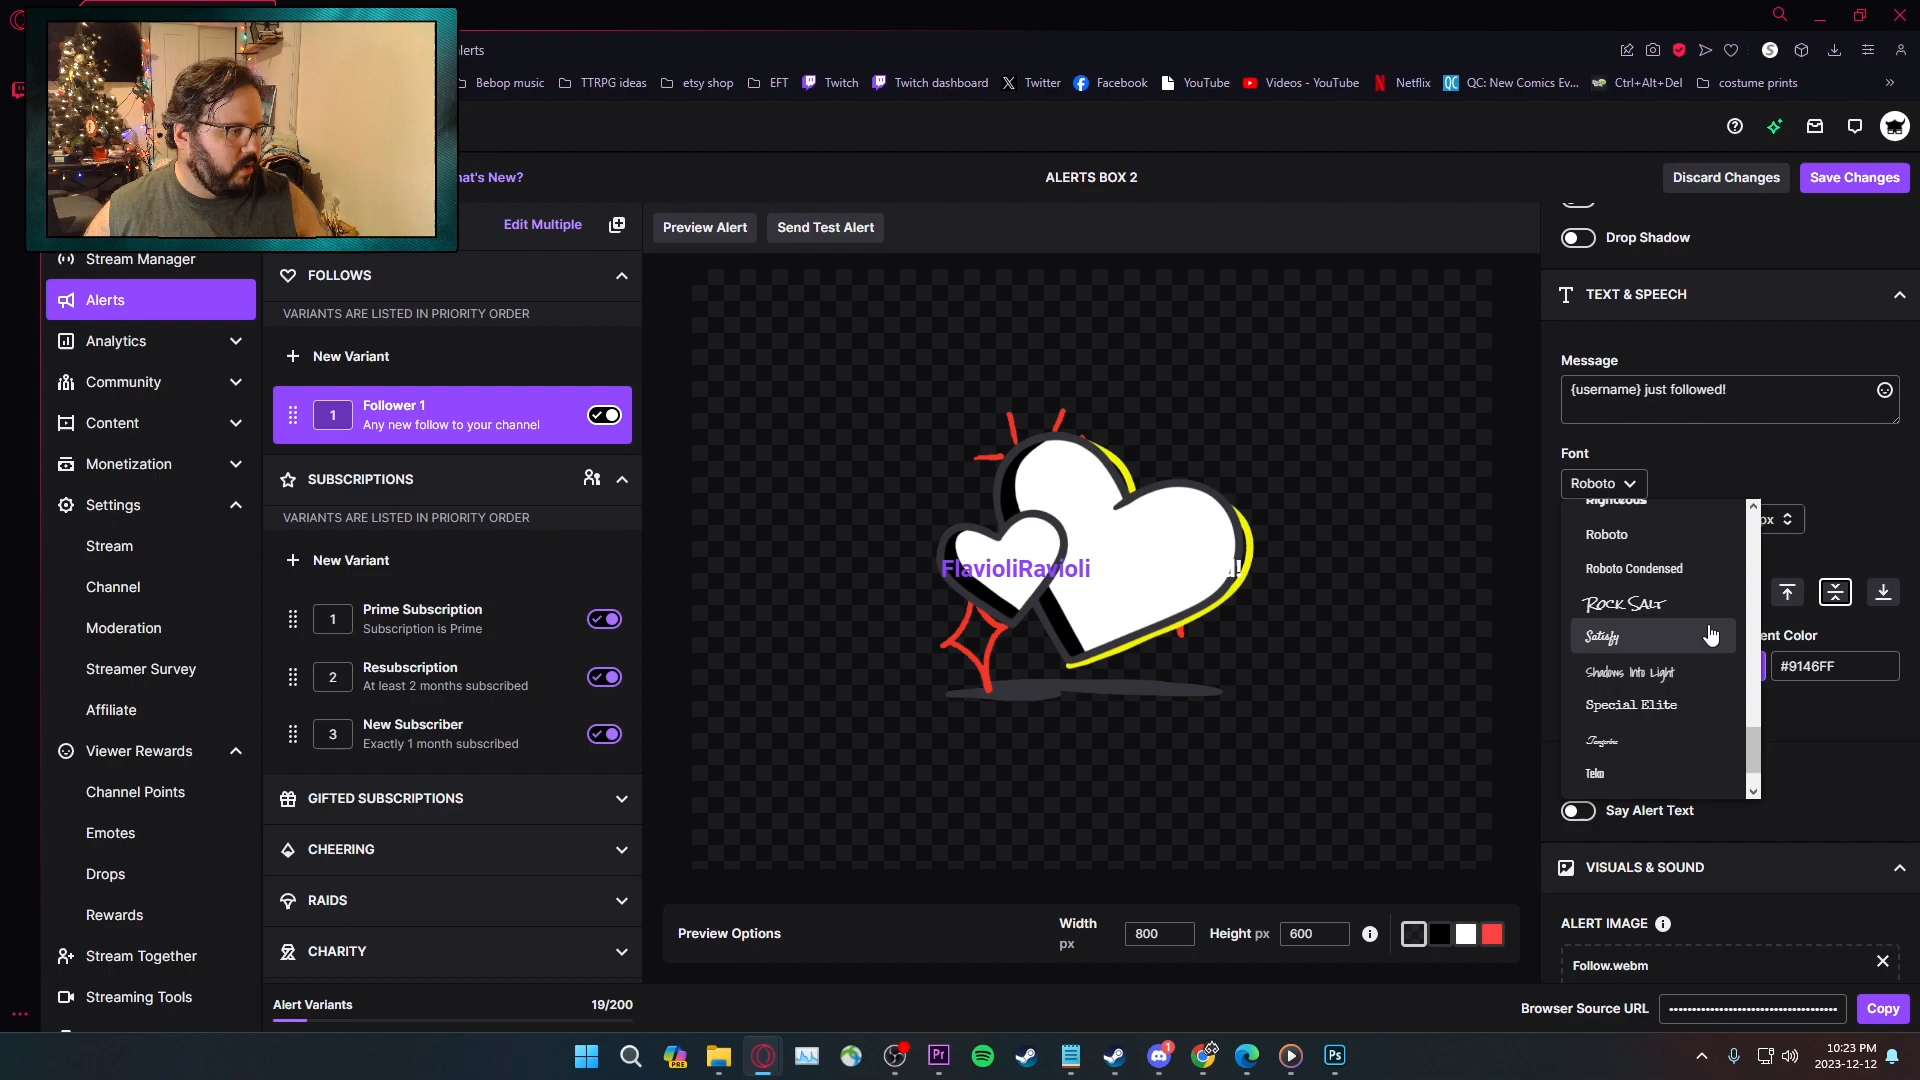 lerts
Bebop music
TTRPG ideas
etsy shop
EFT
Twitch
Twitch dashboard
Twitter
Facebook
YouTube
Videos - YouTube
Netflix
QC: New Comics Ev...
Ctrl+Alt+Del
costume prints
hat's New?
ALERTS BOX 2
Discard Changes
Save Changes
Edit Multiple
Preview Alert
Send Test Alert
Drop Shadow
Stream Manager
Alerts
Analytics
Community
Content
Monetization
Settings
Stream
Channel
Moderation
Streamer Survey
Affiliate
Viewer Rewards
Channel Points
Emotes
Drops
Rewards
Stream Together
Streaming Tools
FOLLOWS
VARIANTS ARE LISTED IN PRIORITY ORDER
New Variant
1
Follower 1
Any new follow to your channel
SUBSCRIPTIONS
VARIANTS ARE LISTED IN PRIORITY ORDER
New Variant
1
Prime Subscription
Subscription is Prime
2
Resubscription
At least 2 months subscribed
3
New Subscriber
Exactly 1 month subscribed
GIFTED SUBSCRIPTIONS
CHEERING
RAIDS
CHARITY
Alert Variants
19/200
FlavioliRavioli d!
Preview Options
Width
px
800
Height px
600
TEXT & SPEECH
Message
{username} just followed!
Font
Roboto
Righteous
Roboto
Roboto Condensed
Rock Salt
Satisfy
Shadows Into Light
Special Elite
Tangerine
Teko
px
ent Color
#9146FF
Say Alert Text
VISUALS & SOUND
ALERT IMAGE
Follow.webm
Browser Source URL
Copy
10:23 PM
2023-12-12